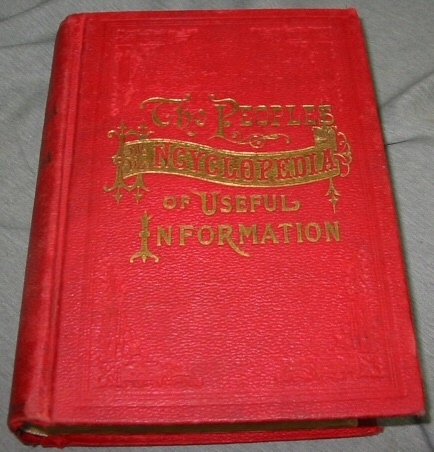 The Peoples
Encyclopedia
of Useful
Information